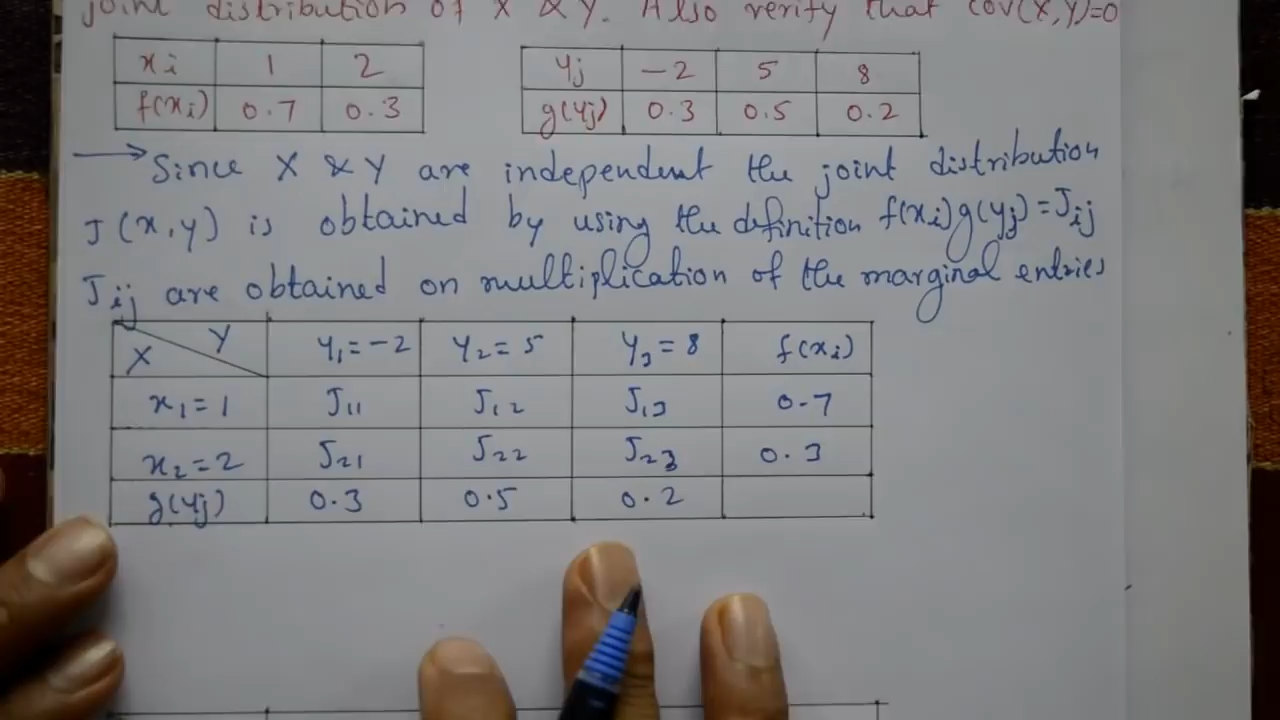 joint distribution of X & Y. Also verify that COV(X,Y)=0
xi 1 2
f(xi) 0.7 0.3
yj -2 5 8
g(yj) 0.3 0.5 0.2
→ Since X & Y are independent the joint distribution
J(x,y) is obtained by using the definition f(xi)g(yj)=Jij
Jij are obtained on multiplication of the marginal entries
X Y y1=-2 y2=5 y3=8 f(xi)
x1=1 J11 J12 J13 0.7
x2=2 J21 J22 J23 0.3
g(yj) 0.3 0.5 0.2